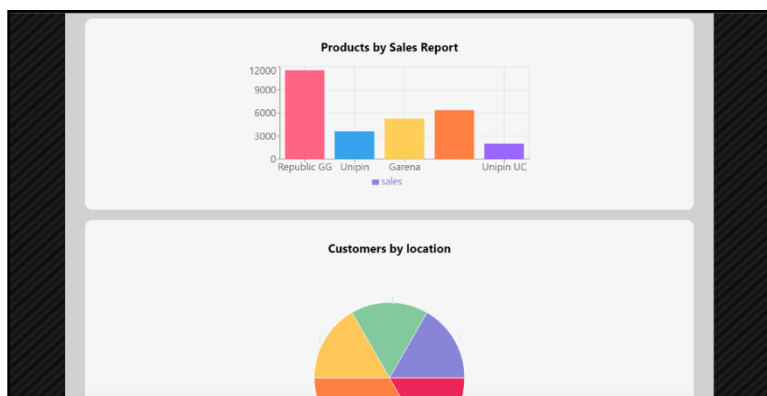 Products by Sales Report
12000
9000
6000
3000
0
Republic GG Unipin Garena Unipin UC
sales
Customers by location